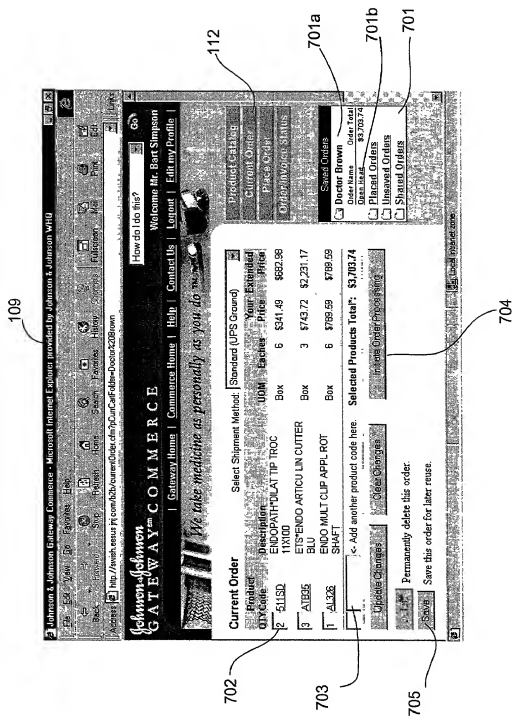 109
Johnson & Johnson Gateway Commerce - Microsoft Internet Explorer provided by Johnson & Johnson WHQ
File Edit View Go Favorites Help
Back Stop Refresh Home Search Favorites History Fullscreen Mail Print Edit
Links
Johnson-Johnson
GATEWAY℠ COMMERCE
How do I do this? Go
Welcome Mr. Bart Simpson
Gateway Home | Commerce Home | Help | Contact Us | Logout | Edit my Profile
We take medicine as personally as you do
Product Catalog
Current Order
Order/Invoice Status
112
Current Order
Select Shipment Method: Standard (UPS Ground)
QTY Product Code Description UOM Eaches Your Price Extended Price
2 511SD ENDOPATH*DILAT TIP TROC 11X100 Box 6 $341.49 $682.98
3 ATB35 ETS*ENDO ARTICU LIN CUTTER BLU Box 3 $743.72 $2,231.17
1 AL326 ENDO MULT CLIP APPL ROT SHAFT Box 6 $789.59 $789.59
<- Add another product code here. Selected Products Total*: $3,703.74
Update Changes Clear Changes Initiate Order Processing
Permanently delete this order.
Save Save this order for later reuse.
Saved Orders
Doctor Brown
Order Name Order Total
$3,703.74
Placed Orders
Unsaved Orders
Shared Orders
Local intranet zone
701a
701b
701
702
703
704
705